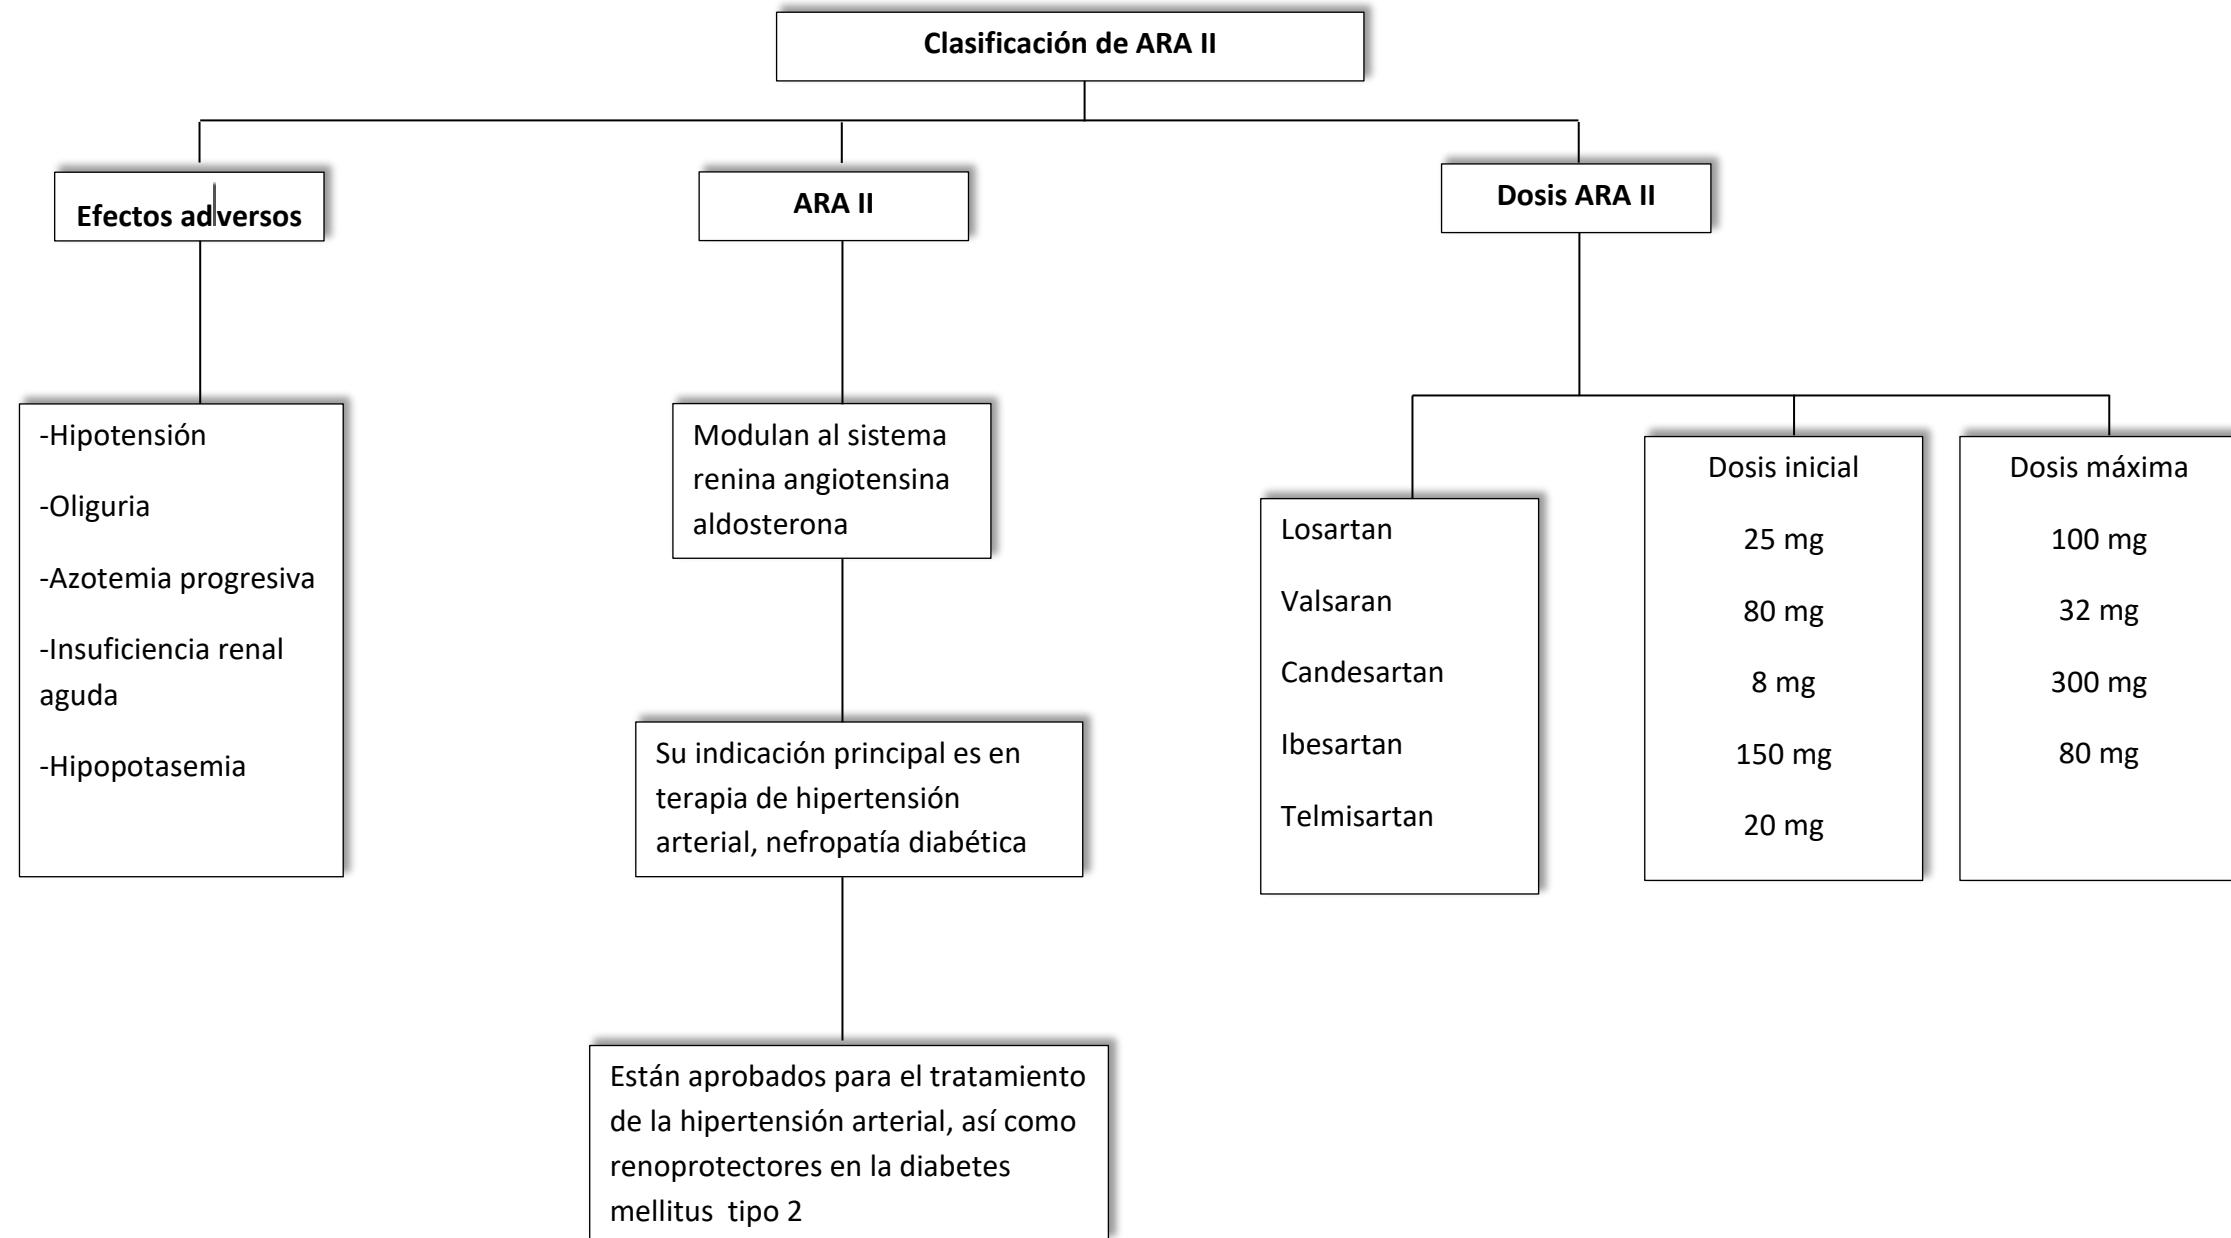 Clasificación de ARA II
Efectos adversos
ARA II
Dosis ARA II
-Hipotensión
-Oliguria
-Azotemia progresiva
-Insuficiencia renal
aguda
-Hipopotasemia
Modulan al sistema
renina angiotensina
aldosterona
Su indicación principal es en
terapia de hipertensión
arterial, nefropatía diabética
Están aprobados para el tratamiento
de la hipertensión arterial, así como
renoprotectores en la diabetes
mellitus  tipo 2
Losartan
Valsaran
Candesartan
Ibesartan
Telmisartan
Dosis inicial
25 mg
80 mg
8 mg
150 mg
20 mg
Dosis máxima
100 mg
32 mg
300 mg
80 mg